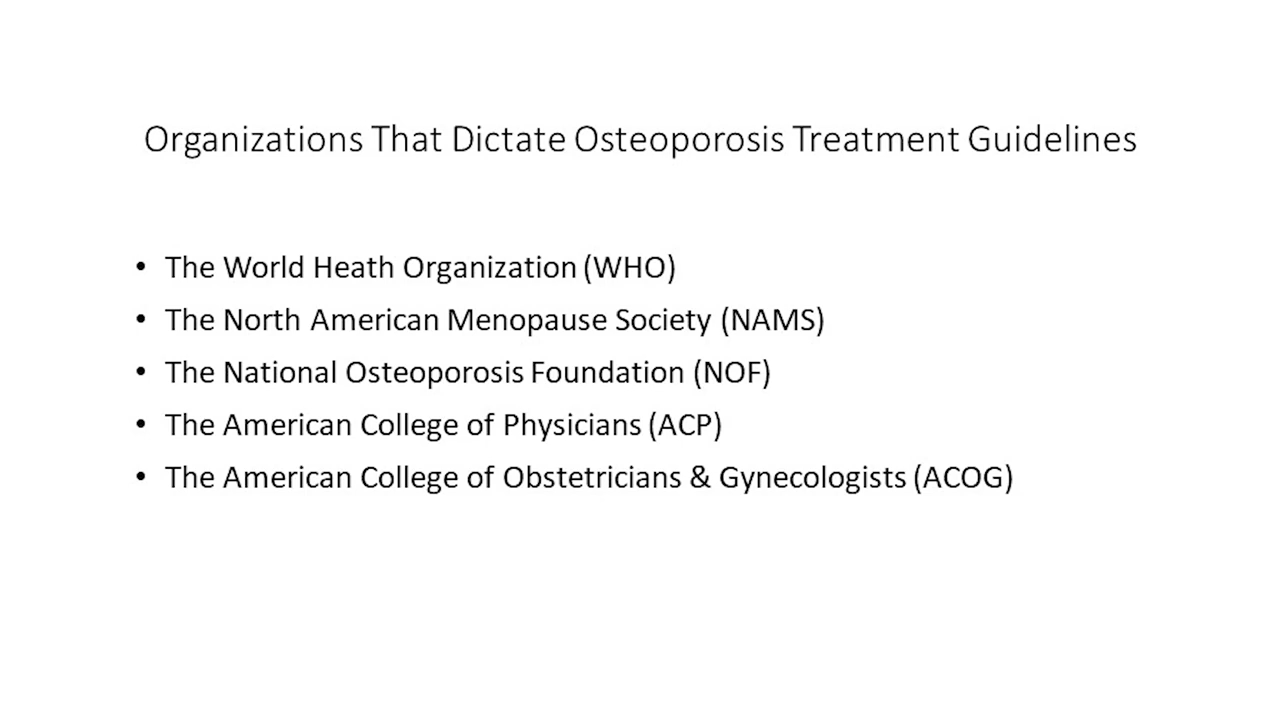 Organizations That Dictate Osteoporosis Treatment Guidelines
• The World Heath Organization (WHO)
• The North American Menopause Society (NAMS)
• The National Osteoporosis Foundation (NOF)
• The American College of Physicians (ACP)
• The American College of Obstetricians & Gynecologists (ACOG)